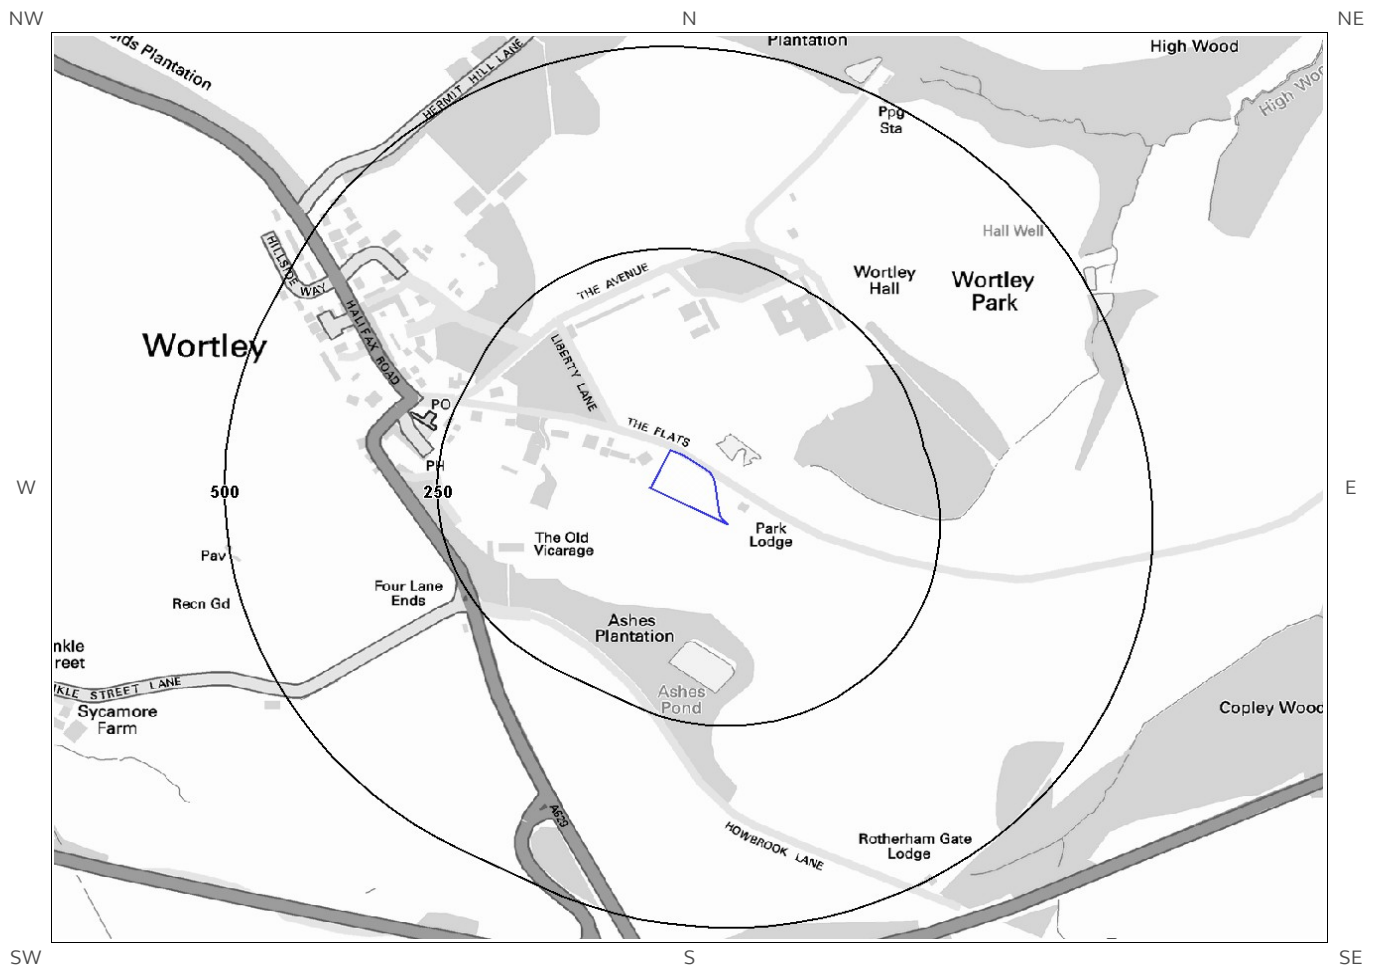 NW
N
NE
lds Plantation
HERMIT HILL LANE
Plantation
High Wood
High Woo
Ppg
Sta
Hall Well
HILLSIDE
WAY
THE AVENUE
Wortley
Hall
Wortley
Park
HALIFAX ROAD
Wortley
LIBERTY LANE
PO
THE FLATS
PH
W
500
250
E
Park
Lodge
The Old
Vicarage
Pav
Four Lane
Ends
Recn Gd
Ashes
Plantation
nkle
reet
KLE STREET LANE
Ashes
Pond
Sycamore
Farm
Copley Wood
A629
HOWBROOK LANE
Rotherham Gate
Lodge
SW
S
SE